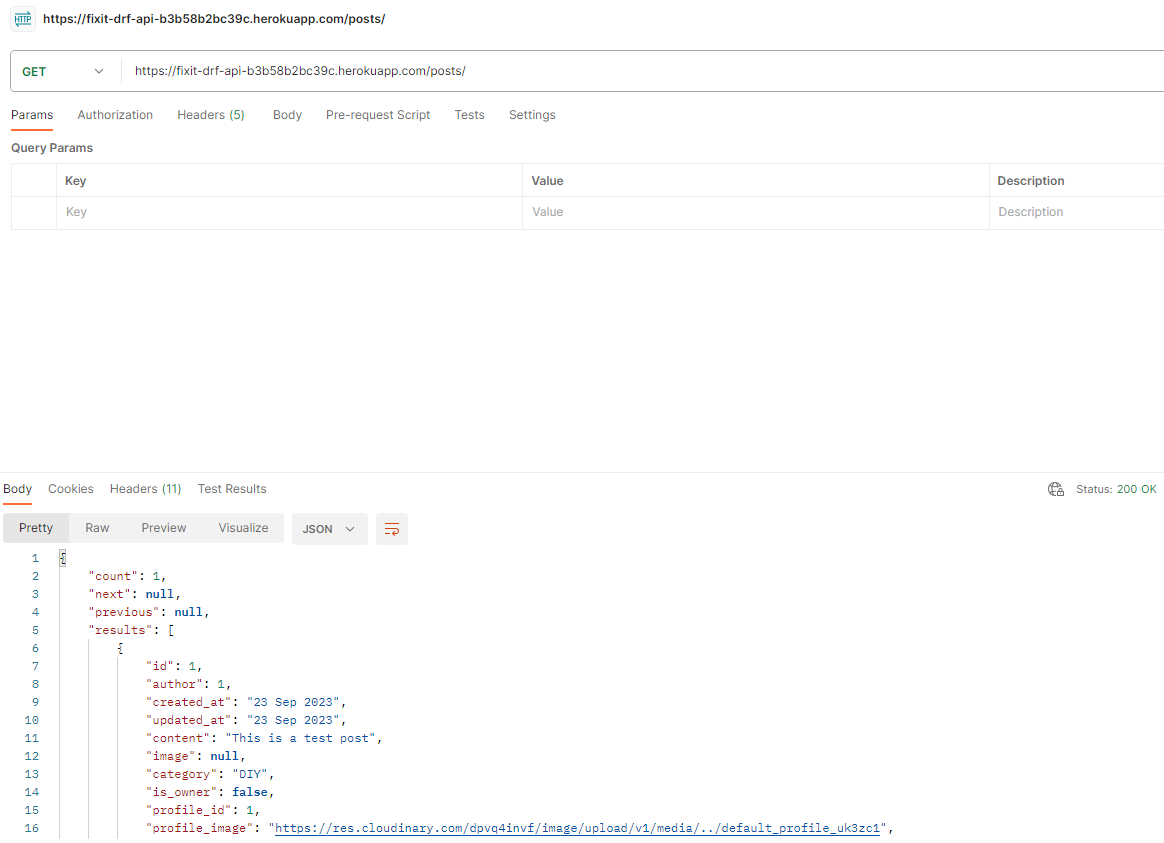 HTTP https://fixit-drf-api-b3b58b2bc39c.herokuapp.com/posts/
GET https://fixit-drf-api-b3b58b2bc39c.herokuapp.com/posts/
Params Authorization Headers (5) Body Pre-request Script Tests Settings
Query Params
Key Value Description
Key Value Description
Body Cookies Headers (11) Test Results Status: 200 OK
Pretty Raw Preview Visualize JSON
1 {
2 "count": 1,
3 "next": null,
4 "previous": null,
5 "results": [
6 {
7 "id": 1,
8 "author": 1,
9 "created_at": "23 Sep 2023",
10 "updated_at": "23 Sep 2023",
11 "content": "This is a test post",
12 "image": null,
13 "category": "DIY",
14 "is_owner": false,
15 "profile_id": 1,
16 "profile_image": "https://res.cloudinary.com/dpvq4invf/image/upload/v1/media/../default_profile_uk3zc1",